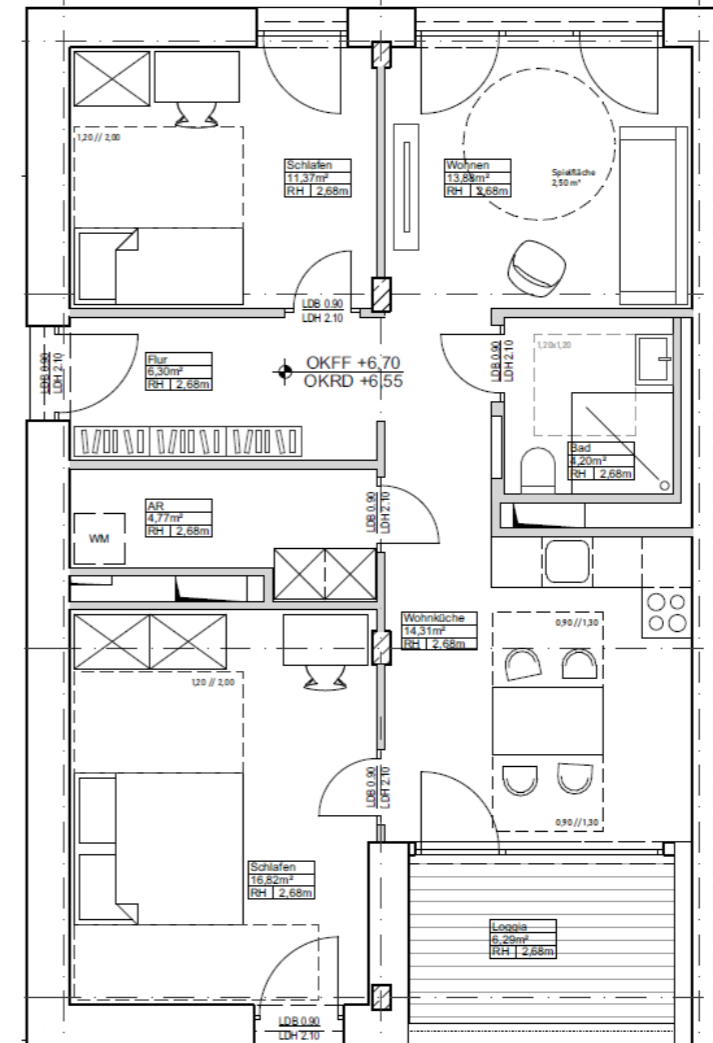 1,20 // 2,00
Schlafen
11,37m²
RH 2,68m
Wohnen
13,88m²
RH 2,68m
Spielfläche
2,50 m²
LDB 0.90
LDH 2.10
LDB 0.90
LDH 2.10
Flur
6,30m²
RH 2,68m
OKFF +6,70
OKRD +6,55
LDB 0.90
LDH 2.10
1,20x1,20
Bad
4,20m²
RH 2,68m
AR
4,77m²
RH 2,68m
WM
LDB 0.90
LDH 2.10
Wohnküche
14,31m²
RH 2,68m
0,90 //1,30
1,20 // 2,00
LDB 0.90
LDH 2.10
0,90 //1,30
Schlafen
16,82m²
RH 2,68m
Loggia
6,29m²
RH 2,68m
LDB 0.90
LDH 2.10